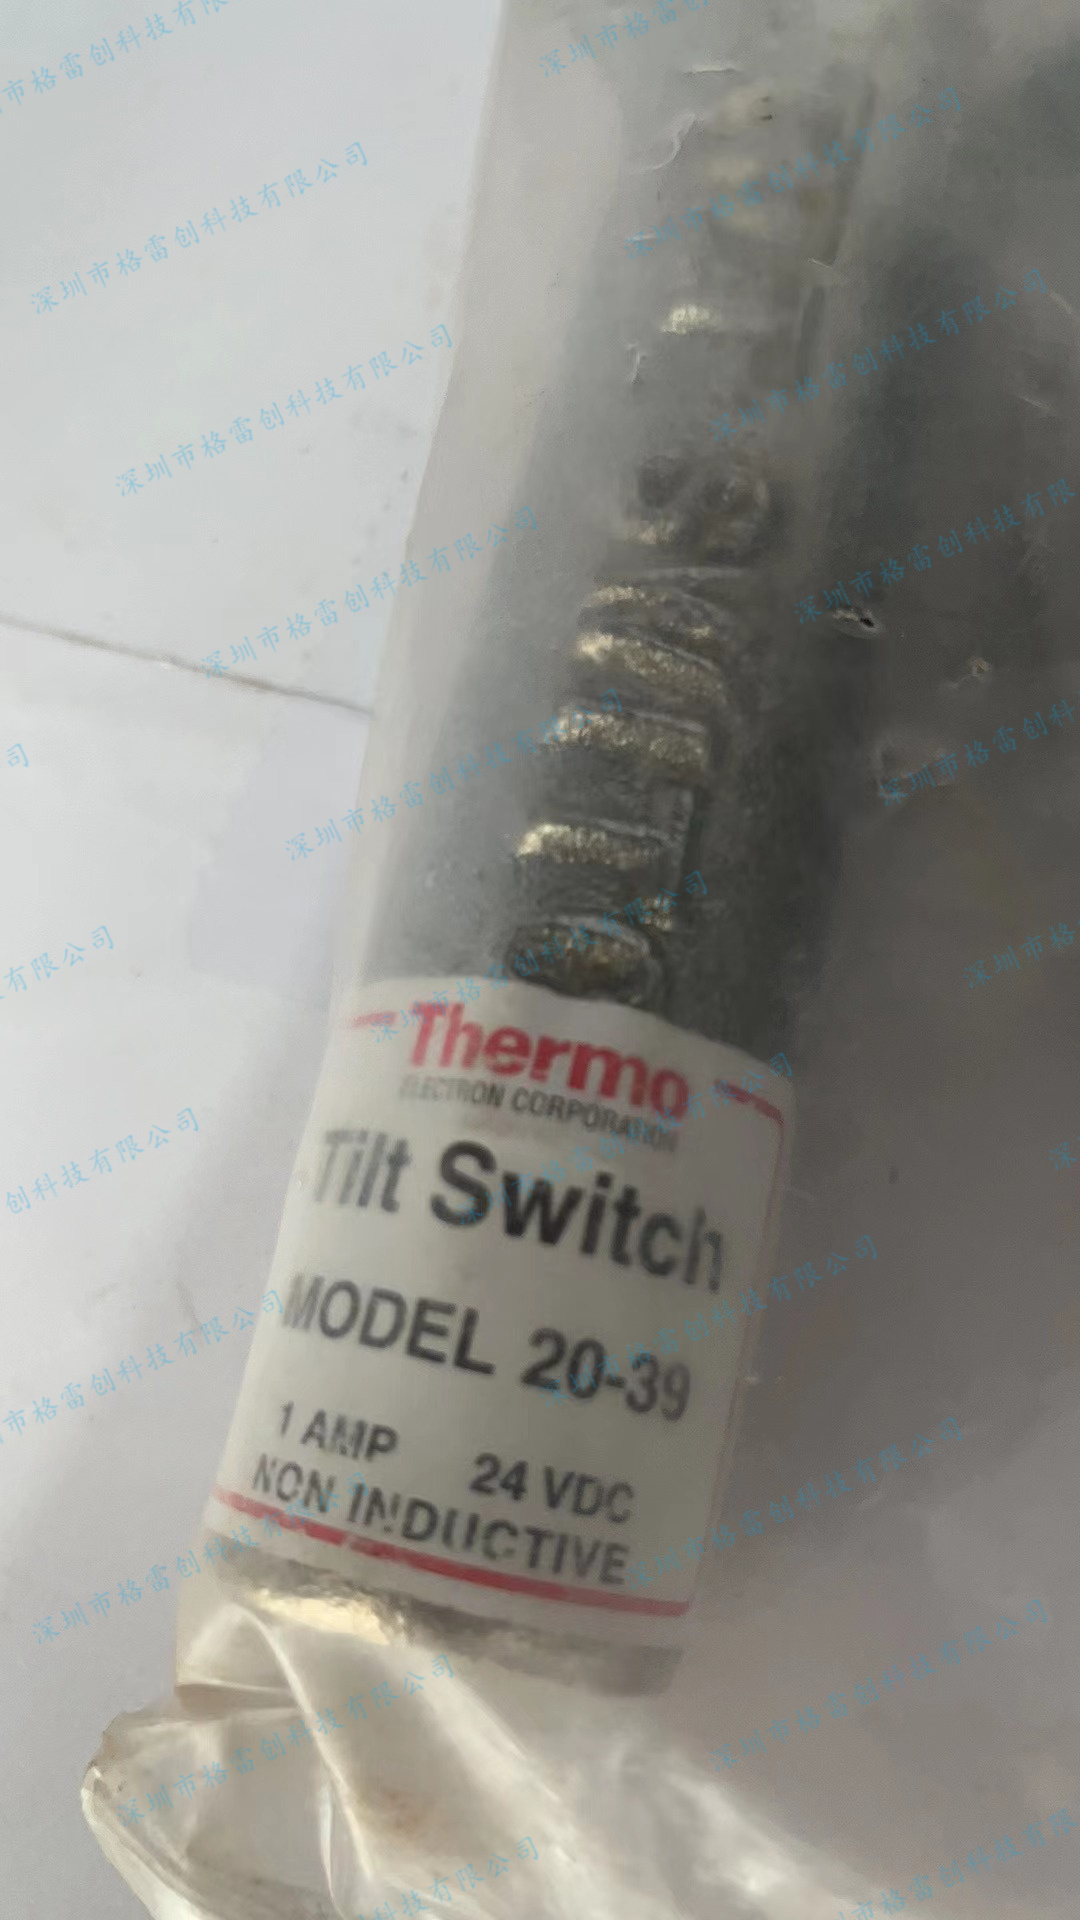 Thermo
ELECTRON CORPORATION
Tilt Switch
MODEL 20-39
1 AMP 24 VDC
NON INDUCTIVE
深圳市格雷创科技有限公司